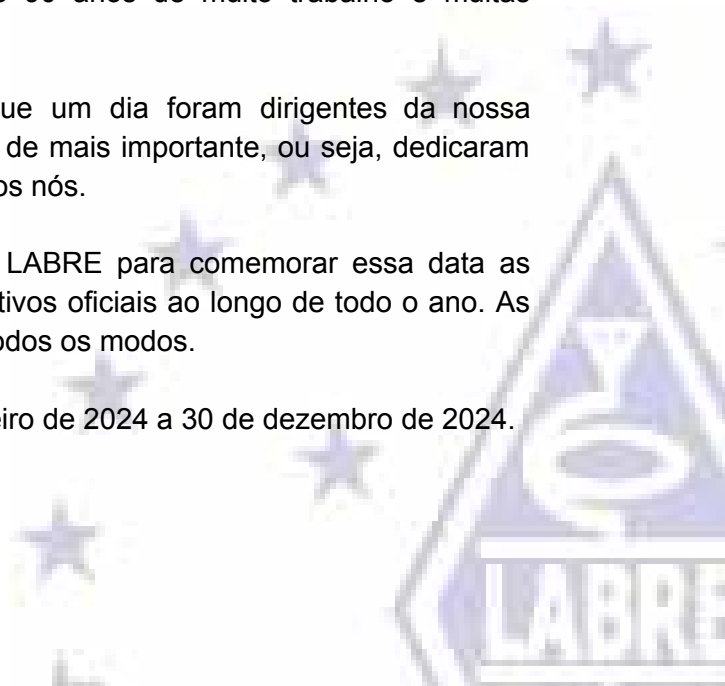 anos de muito trabalho e muitas
ue um dia foram dirigentes da nossa
de mais importante, ou seja, dedicaram
os nós.
LABRE para comemorar essa data as
tivos oficiais ao longo de todo o ano. As
odos os modos.
eiro de 2024 a 30 de dezembro de 2024.
LABRE